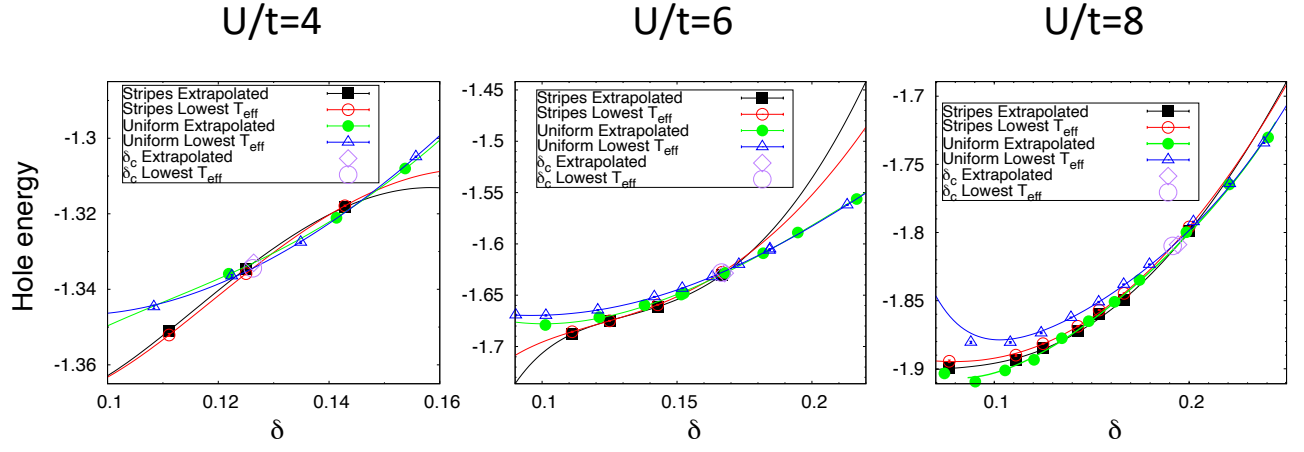 U/t=4
U/t=6
U/t=8
Hole energy
Stripes Extrapolated
Stripes Lowest T_eff
Uniform Extrapolated
Uniform Lowest T_eff
δ_c Extrapolated
δ_c Lowest T_eff
-1.3
-1.32
-1.34
-1.36
0.1
0.12
0.14
0.16
δ
Stripes Extrapolated
Stripes Lowest T_eff
Uniform Extrapolated
Uniform Lowest T_eff
δ_c Extrapolated
δ_c Lowest T_eff
-1.45
-1.5
-1.55
-1.6
-1.65
-1.7
0.1
0.15
0.2
δ
Stripes Extrapolated
Stripes Lowest T_eff
Uniform Extrapolated
Uniform Lowest T_eff
δ_c Extrapolated
δ_c Lowest T_eff
-1.7
-1.75
-1.8
-1.85
-1.9
0.1
0.2
δ